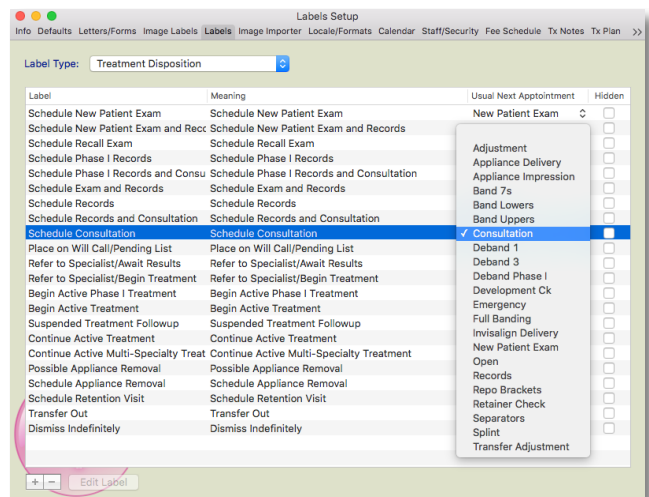 Labels Setup
Info Defaults Letters/Forms Image Labels Labels Image Importer Locale/Formats Calendar Staff/Security Fee Schedule Tx Notes Tx Plan >>
Label Type: Treatment Disposition
Label Meaning Usual Next Apptointment Hidden
Schedule New Patient Exam Schedule New Patient Exam New Patient Exam
Schedule New Patient Exam and Recc Schedule New Patient Exam and Records
Schedule Recall Exam Schedule Recall Exam
Schedule Phase I Records Schedule Phase I Records
Schedule Phase I Records and Consu Schedule Phase I Records and Consultation
Schedule Exam and Records Schedule Exam and Records
Schedule Records Schedule Records
Schedule Records and Consultation Schedule Records and Consultation
Schedule Consultation Schedule Consultation
Place on Will Call/Pending List Place on Will Call/Pending List
Refer to Specialist/Await Results Refer to Specialist/Await Results
Refer to Specialist/Begin Treatment Refer to Specialist/Begin Treatment
Begin Active Phase I Treatment Begin Active Phase I Treatment
Begin Active Treatment Begin Active Treatment
Suspended Treatment Followup Suspended Treatment Followup
Continue Active Treatment Continue Active Treatment
Continue Active Multi-Specialty Treat Continue Active Multi-Specialty Treatment
Possible Appliance Removal Possible Appliance Removal
Schedule Appliance Removal Schedule Appliance Removal
Schedule Retention Visit Schedule Retention Visit
Transfer Out Transfer Out
Dismiss Indefinitely Dismiss Indefinitely
Adjustment
Appliance Delivery
Appliance Impression
Band 7s
Band Lowers
Band Uppers
✓ Consultation
Deband 1
Deband 3
Deband Phase I
Development Ck
Emergency
Full Banding
Invisalign Delivery
New Patient Exam
Open
Records
Repo Brackets
Retainer Check
Separators
Splint
Transfer Adjustment
+ − Edit Label